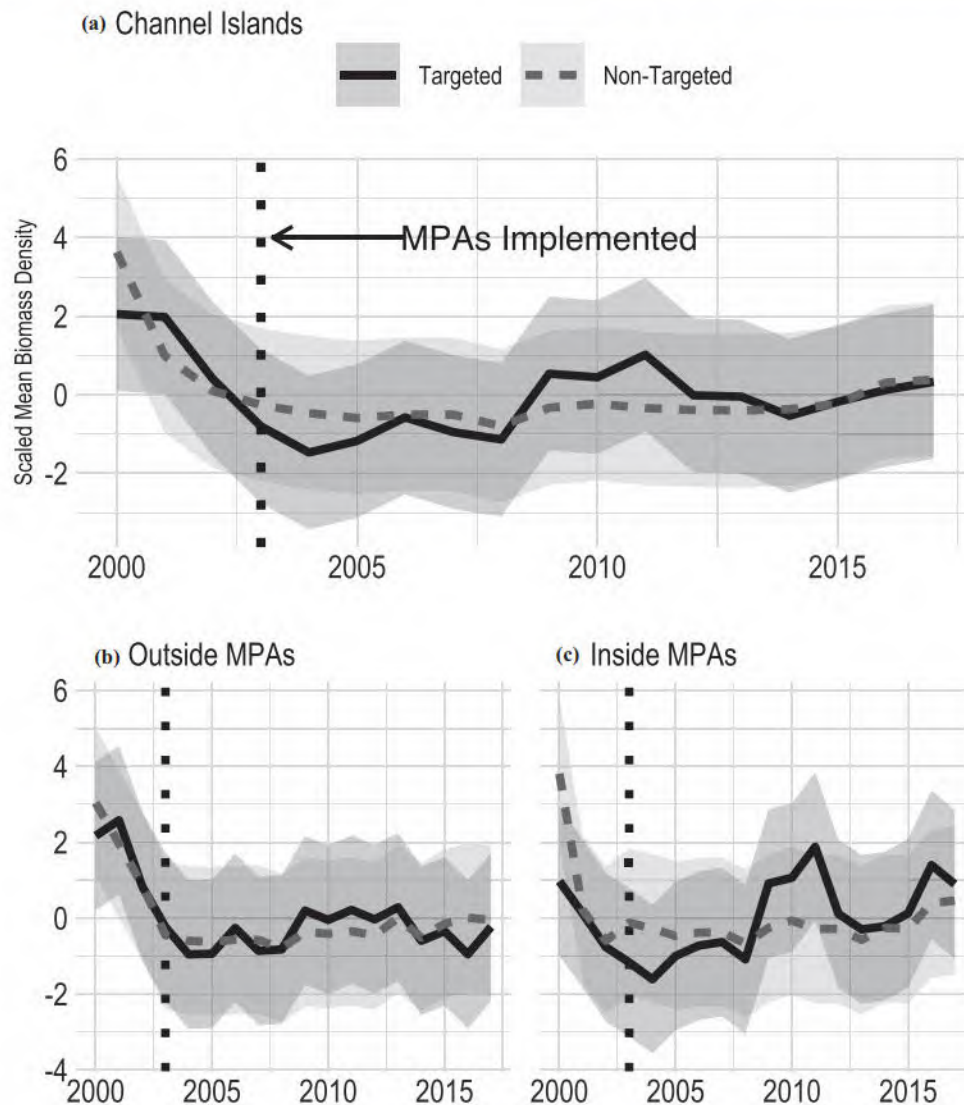 (a) Channel Islands
Targeted Non-Targeted
6
4
2
0
-2
Scaled Mean Biomass Density
MPAs Implemented
2000 2005 2010 2015
(b) Outside MPAs
(c) Inside MPAs
6
4
2
0
-2
-4
2000 2005 2010 2015
2000 2005 2010 2015